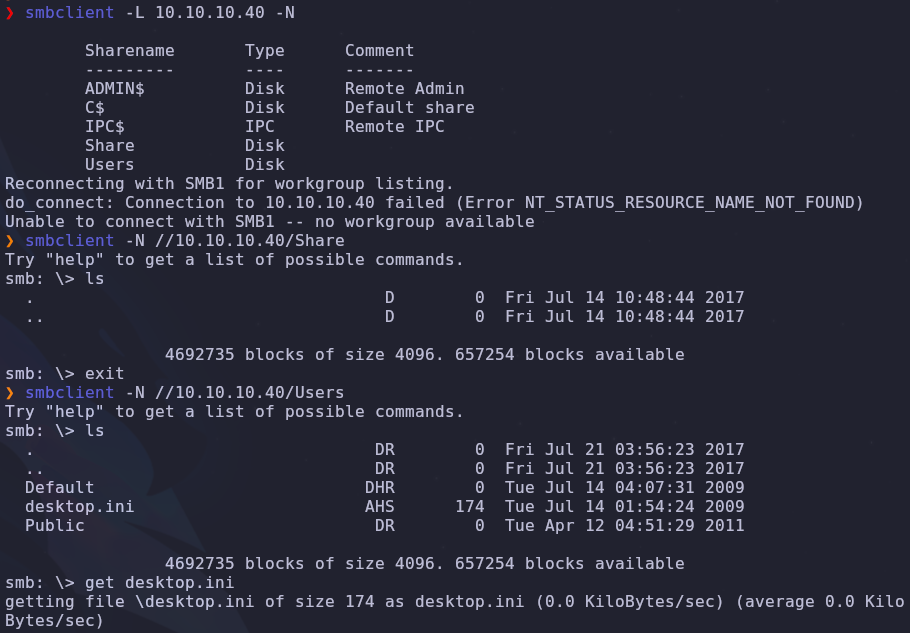 ❯ smbclient -L 10.10.10.40 -N

        Sharename       Type      Comment
        ---------       ----      -------
        ADMIN$          Disk      Remote Admin
        C$              Disk      Default share
        IPC$            IPC       Remote IPC
        Share           Disk
        Users           Disk
Reconnecting with SMB1 for workgroup listing.
do_connect: Connection to 10.10.10.40 failed (Error NT_STATUS_RESOURCE_NAME_NOT_FOUND)
Unable to connect with SMB1 -- no workgroup available
❯ smbclient -N //10.10.10.40/Share
Try "help" to get a list of possible commands.
smb: \> ls
  .                                   D        0  Fri Jul 14 10:48:44 2017
  ..                                  D        0  Fri Jul 14 10:48:44 2017

                4692735 blocks of size 4096. 657254 blocks available
smb: \> exit
❯ smbclient -N //10.10.10.40/Users
Try "help" to get a list of possible commands.
smb: \> ls
  .                                  DR        0  Fri Jul 21 03:56:23 2017
  ..                                 DR        0  Fri Jul 21 03:56:23 2017
  Default                           DHR        0  Tue Jul 14 04:07:31 2009
  desktop.ini                       AHS      174  Tue Jul 14 01:54:24 2009
  Public                             DR        0  Tue Apr 12 04:51:29 2011

                4692735 blocks of size 4096. 657254 blocks available
smb: \> get desktop.ini
getting file \desktop.ini of size 174 as desktop.ini (0.0 KiloBytes/sec) (average 0.0 Kilo
Bytes/sec)